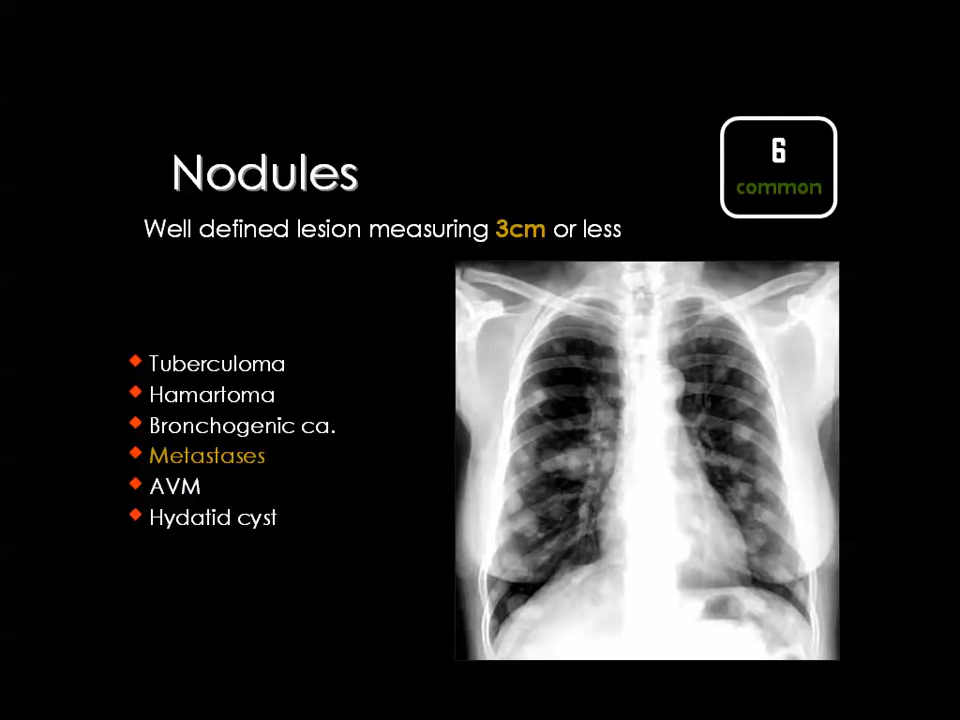 Nodules
6
common
Well defined lesion measuring 3cm or less
Tuberculoma
Hamartoma
Bronchogenic ca.
Metastases
AVM
Hydatid cyst